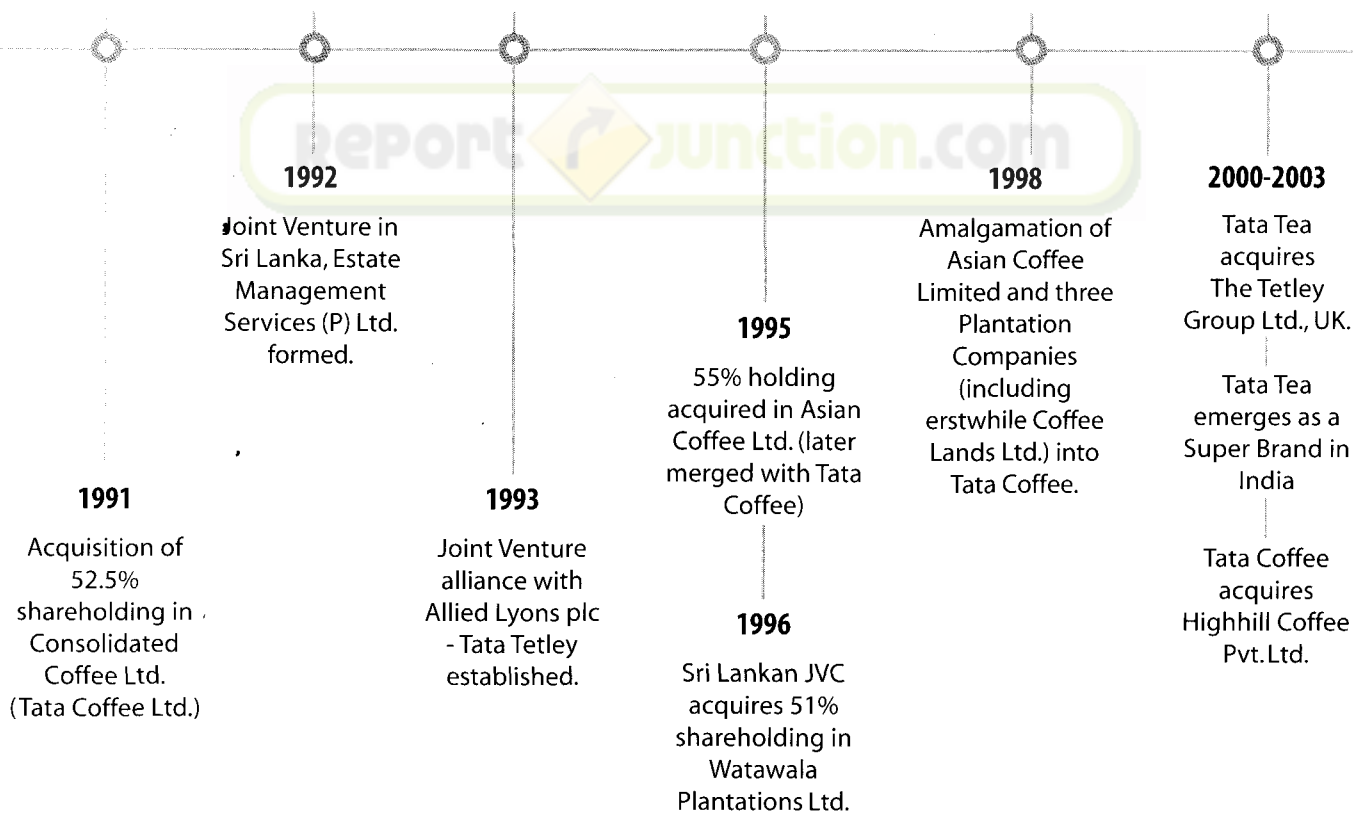 RePORt JUnction.com
1991
Acquisition of
52.5%
shareholding in
Consolidated
Coffee Ltd.
(Tata Coffee Ltd.)
1992
Joint Venture in
Sri Lanka, Estate
Management
Services (P) Ltd.
formed.
1993
Joint Venture
alliance with
Allied Lyons plc
- Tata Tetley
established.
1995
55% holding
acquired in Asian
Coffee Ltd. (later
merged with Tata
Coffee)
1996
Sri Lankan JVC
acquires 51%
shareholding in
Watawala
Plantations Ltd.
1998
Amalgamation of
Asian Coffee
Limited and three
Plantation
Companies
(including
erstwhile Coffee
Lands Ltd.) into
Tata Coffee.
2000-2003
Tata Tea
acquires
The Tetley
Group Ltd., UK.
Tata Tea
emerges as a
Super Brand in
India
Tata Coffee
acquires
Highhill Coffee
Pvt. Ltd.